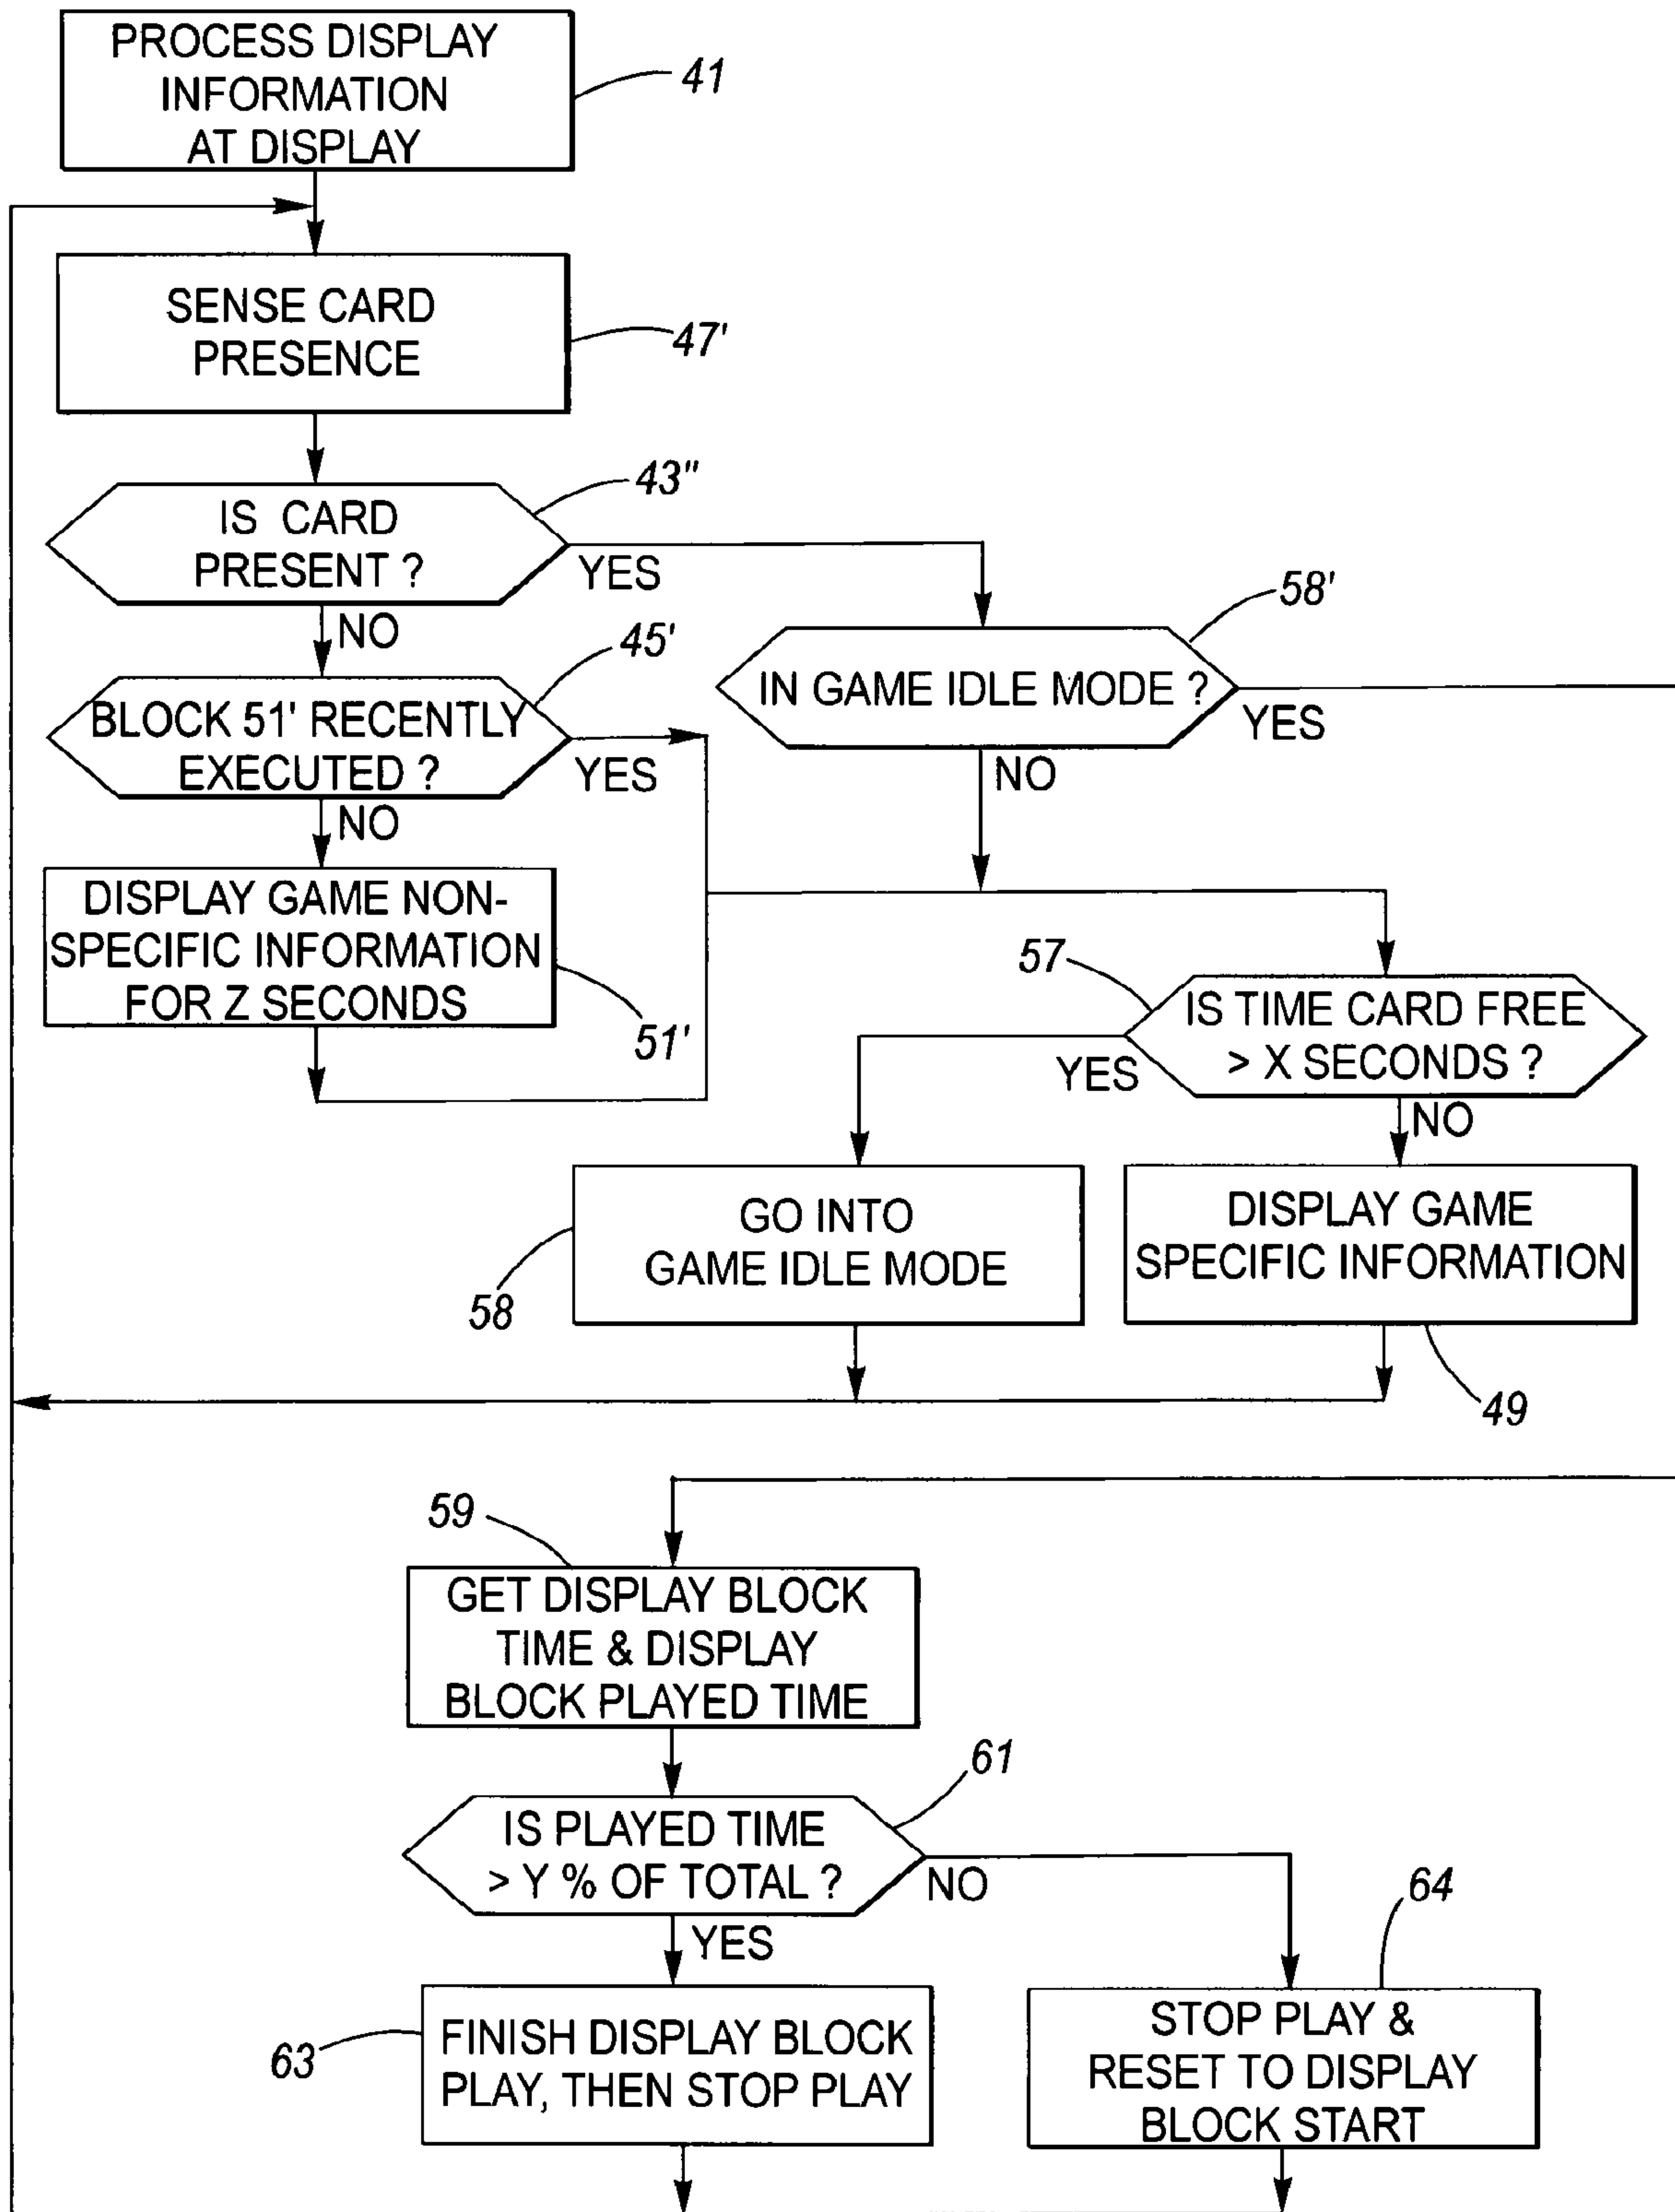 PROCESS DISPLAY
INFORMATION
AT DISPLAY
41
SENSE CARD
PRESENCE
47'
43"
IS CARD
PRESENT ?
YES
NO
58'
45'
IN GAME IDLE MODE ?
YES
NO
BLOCK 51' RECENTLY
EXECUTED ?
YES
NO
DISPLAY GAME NON-
SPECIFIC INFORMATION
FOR Z SECONDS
51'
57
IS TIME CARD FREE
> X SECONDS ?
YES
NO
GO INTO
GAME IDLE MODE
58
DISPLAY GAME
SPECIFIC INFORMATION
49
59
GET DISPLAY BLOCK
TIME & DISPLAY
BLOCK PLAYED TIME
61
IS PLAYED TIME
> Y % OF TOTAL ?
NO
YES
64
63
FINISH DISPLAY BLOCK
PLAY, THEN STOP PLAY
STOP PLAY &
RESET TO DISPLAY
BLOCK START